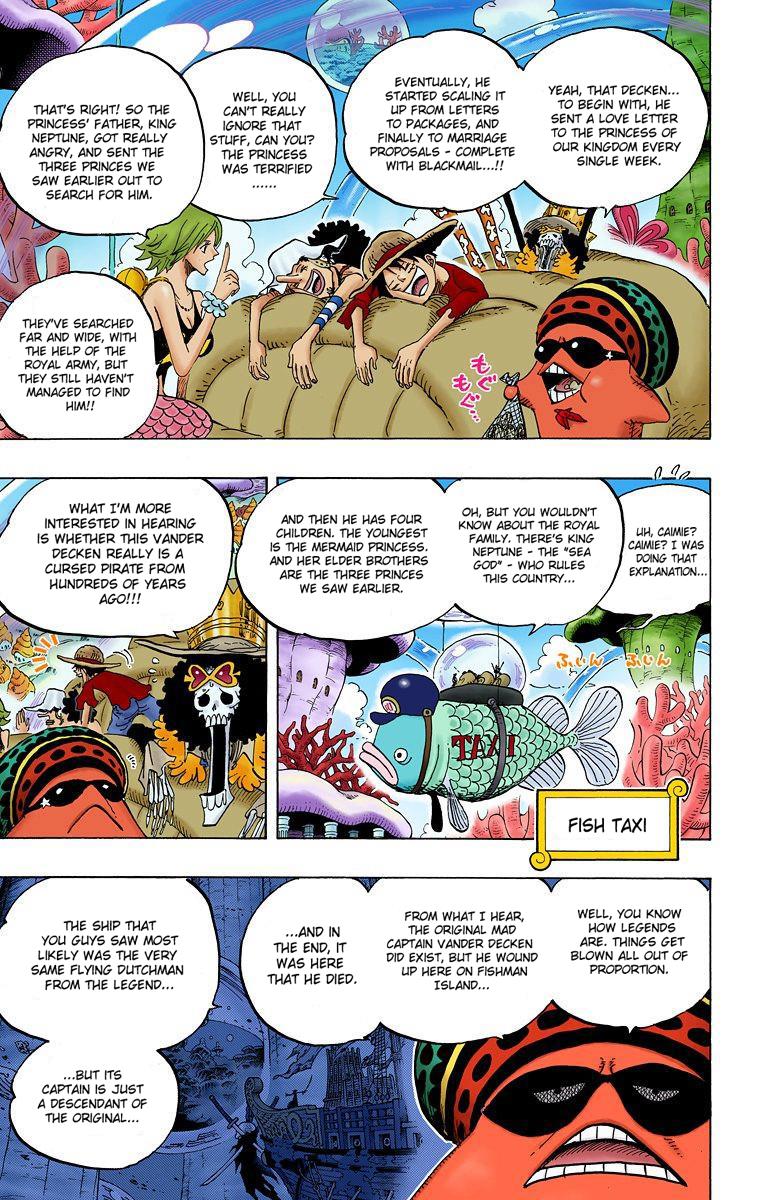 YEAH, THAT DECKEN...
TO BEGIN WITH, HE
SENT A LOVE LETTER
TO THE PRINCESS OF
OUR KINGDOM EVERY
SINGLE WEEK.
EVENTUALLY, HE
STARTED SCALING IT
UP FROM LETTERS
TO PACKAGES, AND
FINALLY TO MARRIAGE
PROPOSALS - COMPLETE
WITH BLACKMAIL...!!
WELL, YOU
CAN'T REALLY
IGNORE THAT
STUFF, CAN YOU?
THE PRINCESS
WAS TERRIFIED
......
THAT'S RIGHT! SO THE
PRINCESS' FATHER, KING
NEPTUNE, GOT REALLY
ANGRY, AND SENT THE
THREE PRINCES WE
SAW EARLIER OUT TO
SEARCH FOR HIM.
THEY'VE SEARCHED
FAR AND WIDE, WITH
THE HELP OF THE
ROYAL ARMY, BUT
THEY STILL HAVEN'T
MANAGED TO FIND
HIM!!
もぐ
もぐ...
UH, CAIMIE?
CAIMIE? I WAS
DOING THAT
EXPLANATION...
OH, BUT YOU WOULDN'T
KNOW ABOUT THE ROYAL
FAMILY. THERE'S KING
NEPTUNE - THE "SEA
GOD" - WHO RULES
THIS COUNTRY...
AND THEN HE HAS FOUR
CHILDREN. THE YOUNGEST
IS THE MERMAID PRINCESS.
AND HER ELDER BROTHERS
ARE THE THREE PRINCES
WE SAW EARLIER.
ふぃん ふぃん
TAXI
FISH TAXI
WHAT I'M MORE
INTERESTED IN HEARING
IS WHETHER THIS VANDER
DECKEN REALLY IS A
CURSED PIRATE FROM
HUNDREDS OF YEARS
AGO!!!
WELL, YOU KNOW
HOW LEGENDS
ARE. THINGS GET
BLOWN ALL OUT OF
PROPORTION.
FROM WHAT I HEAR,
THE ORIGINAL MAD
CAPTAIN VANDER DECKEN
DID EXIST, BUT HE WOUND
UP HERE ON FISHMAN
ISLAND...
...AND IN
THE END, IT
WAS HERE
THAT HE DIED.
THE SHIP THAT
YOU GUYS SAW MOST
LIKELY WAS THE VERY
SAME FLYING DUTCHMAN
FROM THE LEGEND...
...BUT ITS
CAPTAIN IS JUST
A DESCENDANT OF
THE ORIGINAL...